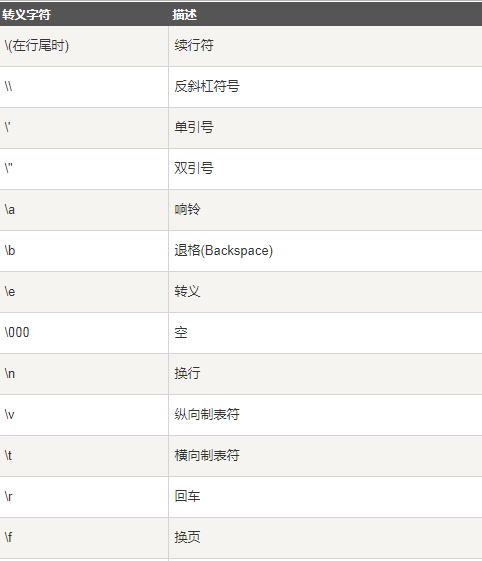 转义字符 描述
\(在行尾时) 续行符
\\ 反斜杠符号
\' 单引号
\" 双引号
\a 响铃
\b 退格(Backspace)
\e 转义
\000 空
\n 换行
\v 纵向制表符
\t 横向制表符
\r 回车
\f 换页